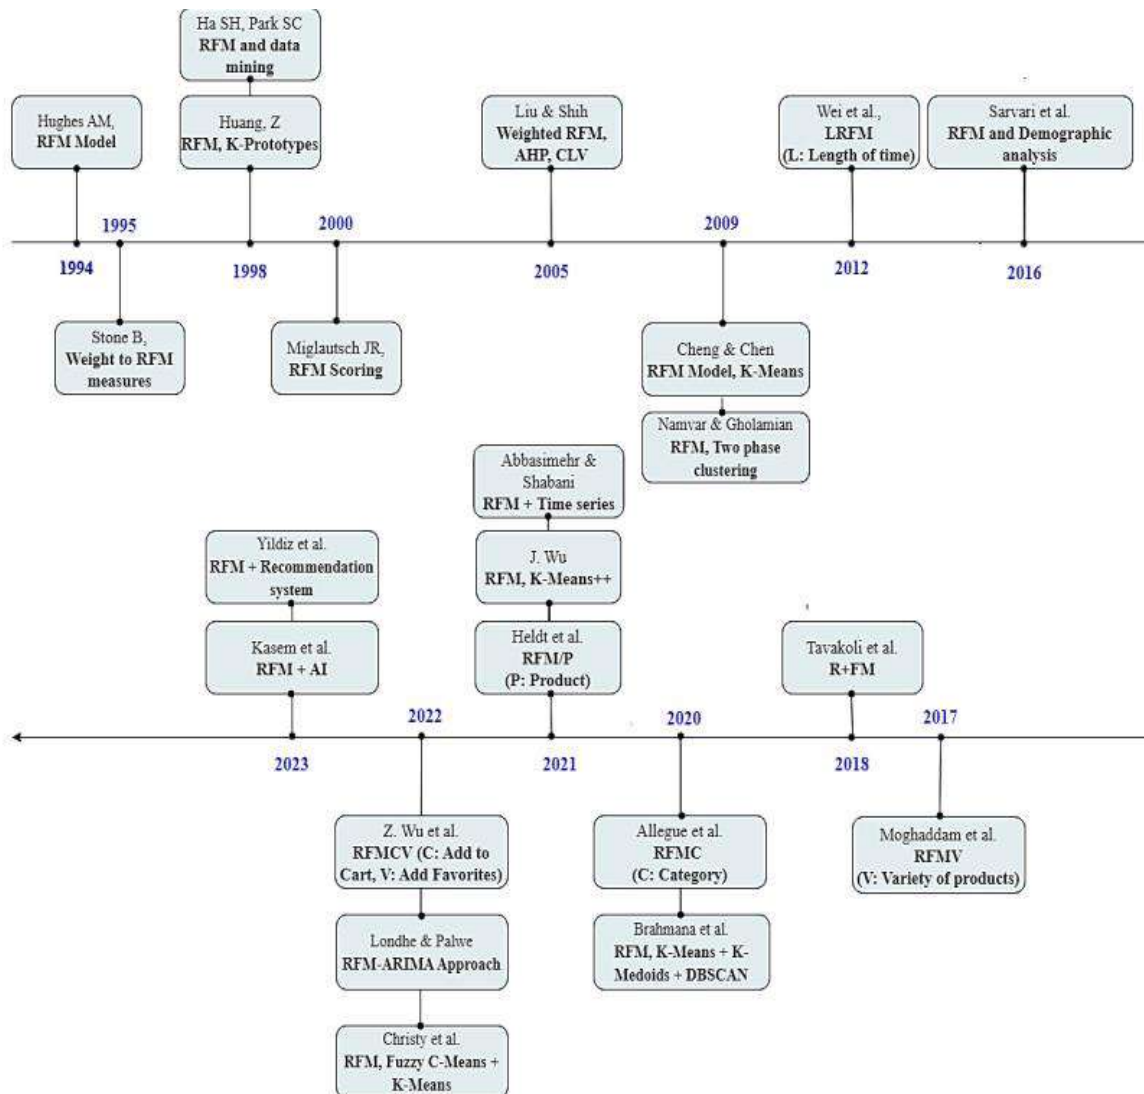 Ha SH, Park SC
RFM and data
mining
Hughes AM,
RFM Model
Huang, Z
RFM, K-Prototypes
Liu & Shih
Weighted RFM,
AHP, CLV
Wei et al.,
LRFM
(L: Length of time)
Sarvari et al.
RFM and Demographic
analysis
1995
2000
2009
1994
1998
2005
2012
2016
Stone B,
Weight to RFM
measures
Miglautsch JR,
RFM Scoring
Cheng & Chen
RFM Model, K-Means
Namvar & Gholamian
RFM, Two phase
clustering
Abbasimehr &
Shabani
RFM + Time series
Yildiz et al.
RFM + Recommendation
system
J. Wu
RFM, K-Means++
Kasem et al.
RFM + AI
Heldt et al.
RFM/P
(P: Product)
Tavakoli et al.
R+FM
2022
2020
2017
2023
2021
2018
Z. Wu et al.
RFMCV (C: Add to
Cart, V: Add Favorites)
Allegue et al.
RFMC
(C: Category)
Moghaddam et al.
RFMV
(V: Variety of products)
Londhe & Palwe
RFM-ARIMA Approach
Brahmana et al.
RFM, K-Means + K-
Medoids + DBSCAN
Christy et al.
RFM, Fuzzy C-Means +
K-Means